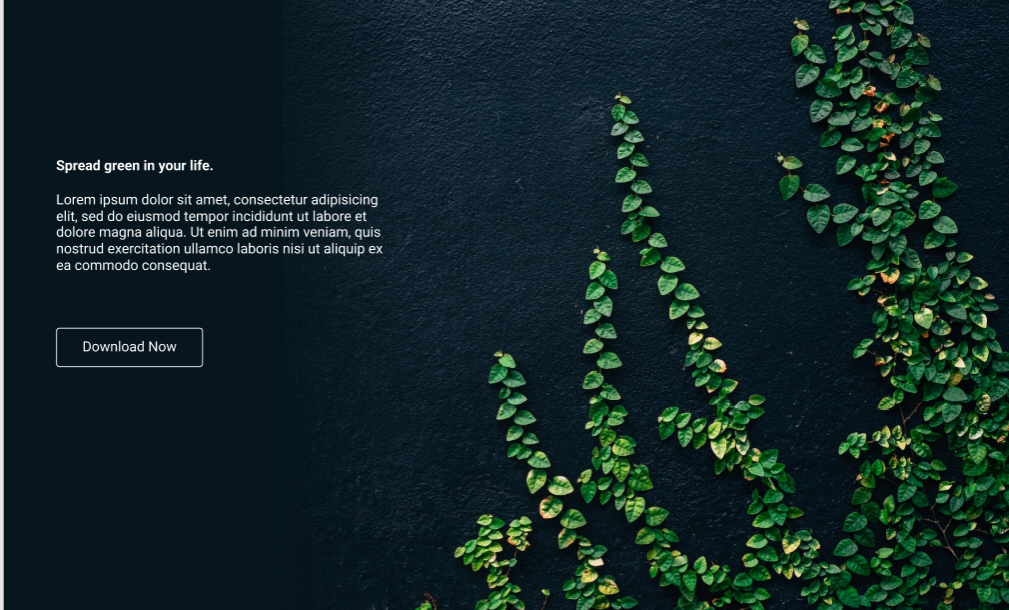 Spread green in your life.
Lorem ipsum dolor sit amet, consectetur adipisicing
elit, sed do eiusmod tempor incididunt ut labore et
dolore magna aliqua. Ut enim ad minim veniam, quis
nostrud exercitation ullamco laboris nisi ut aliquip ex
ea commodo consequat.
Download Now